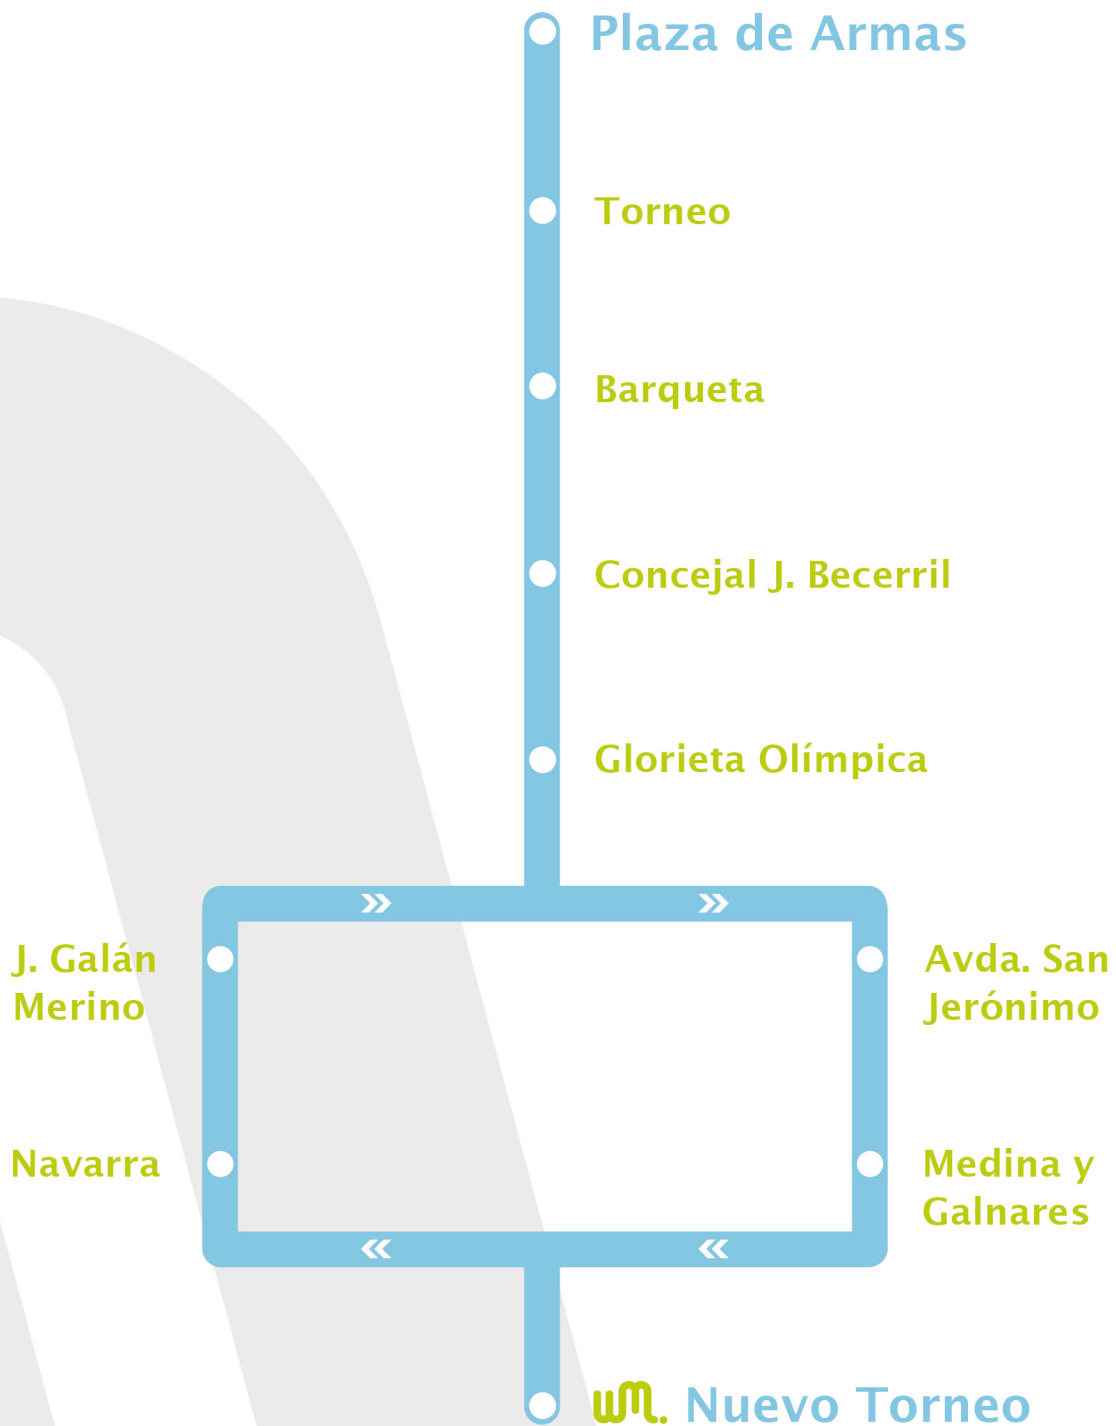 Plaza de Armas
Torneo
Barqueta
Concejal J. Becerril
Glorieta Olímpica
J. Galán
Merino
Avda. San
Jerónimo
Navarra
Medina y
Galnares
Nuevo Torneo